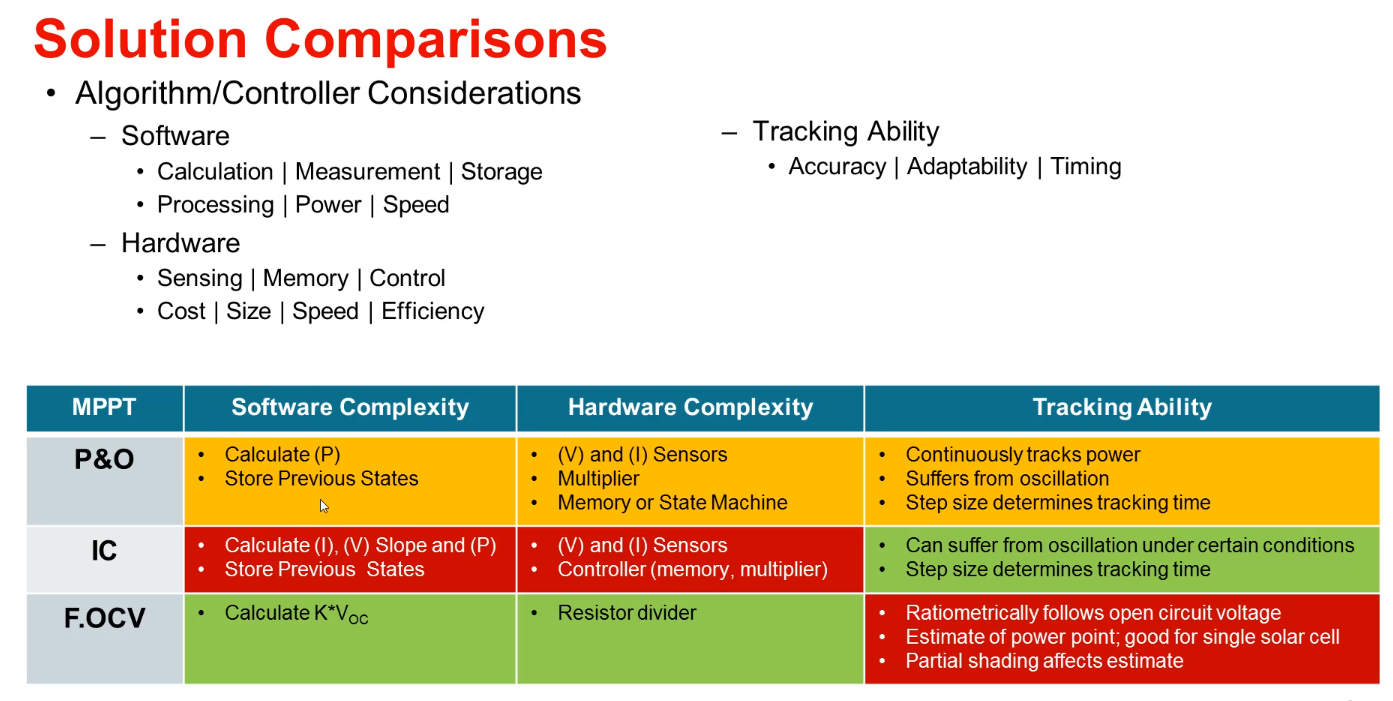 Solution Comparisons
• Algorithm/Controller Considerations
– Software
• Calculation | Measurement | Storage
• Processing | Power | Speed
– Hardware
• Sensing | Memory | Control
• Cost | Size | Speed | Efficiency
– Tracking Ability
• Accuracy | Adaptability | Timing
MPPT
Software Complexity
Hardware Complexity
Tracking Ability
P&O
• Calculate (P)
• Store Previous States
• (V) and (I) Sensors
• Multiplier
• Memory or State Machine
• Continuously tracks power
• Suffers from oscillation
• Step size determines tracking time
IC
• Calculate (I), (V) Slope and (P)
• Store Previous States
• (V) and (I) Sensors
• Controller (memory, multiplier)
• Can suffer from oscillation under certain conditions
• Step size determines tracking time
F.OCV
• Calculate K*VOC
• Resistor divider
• Ratiometrically follows open circuit voltage
• Estimate of power point; good for single solar cell
• Partial shading affects estimate